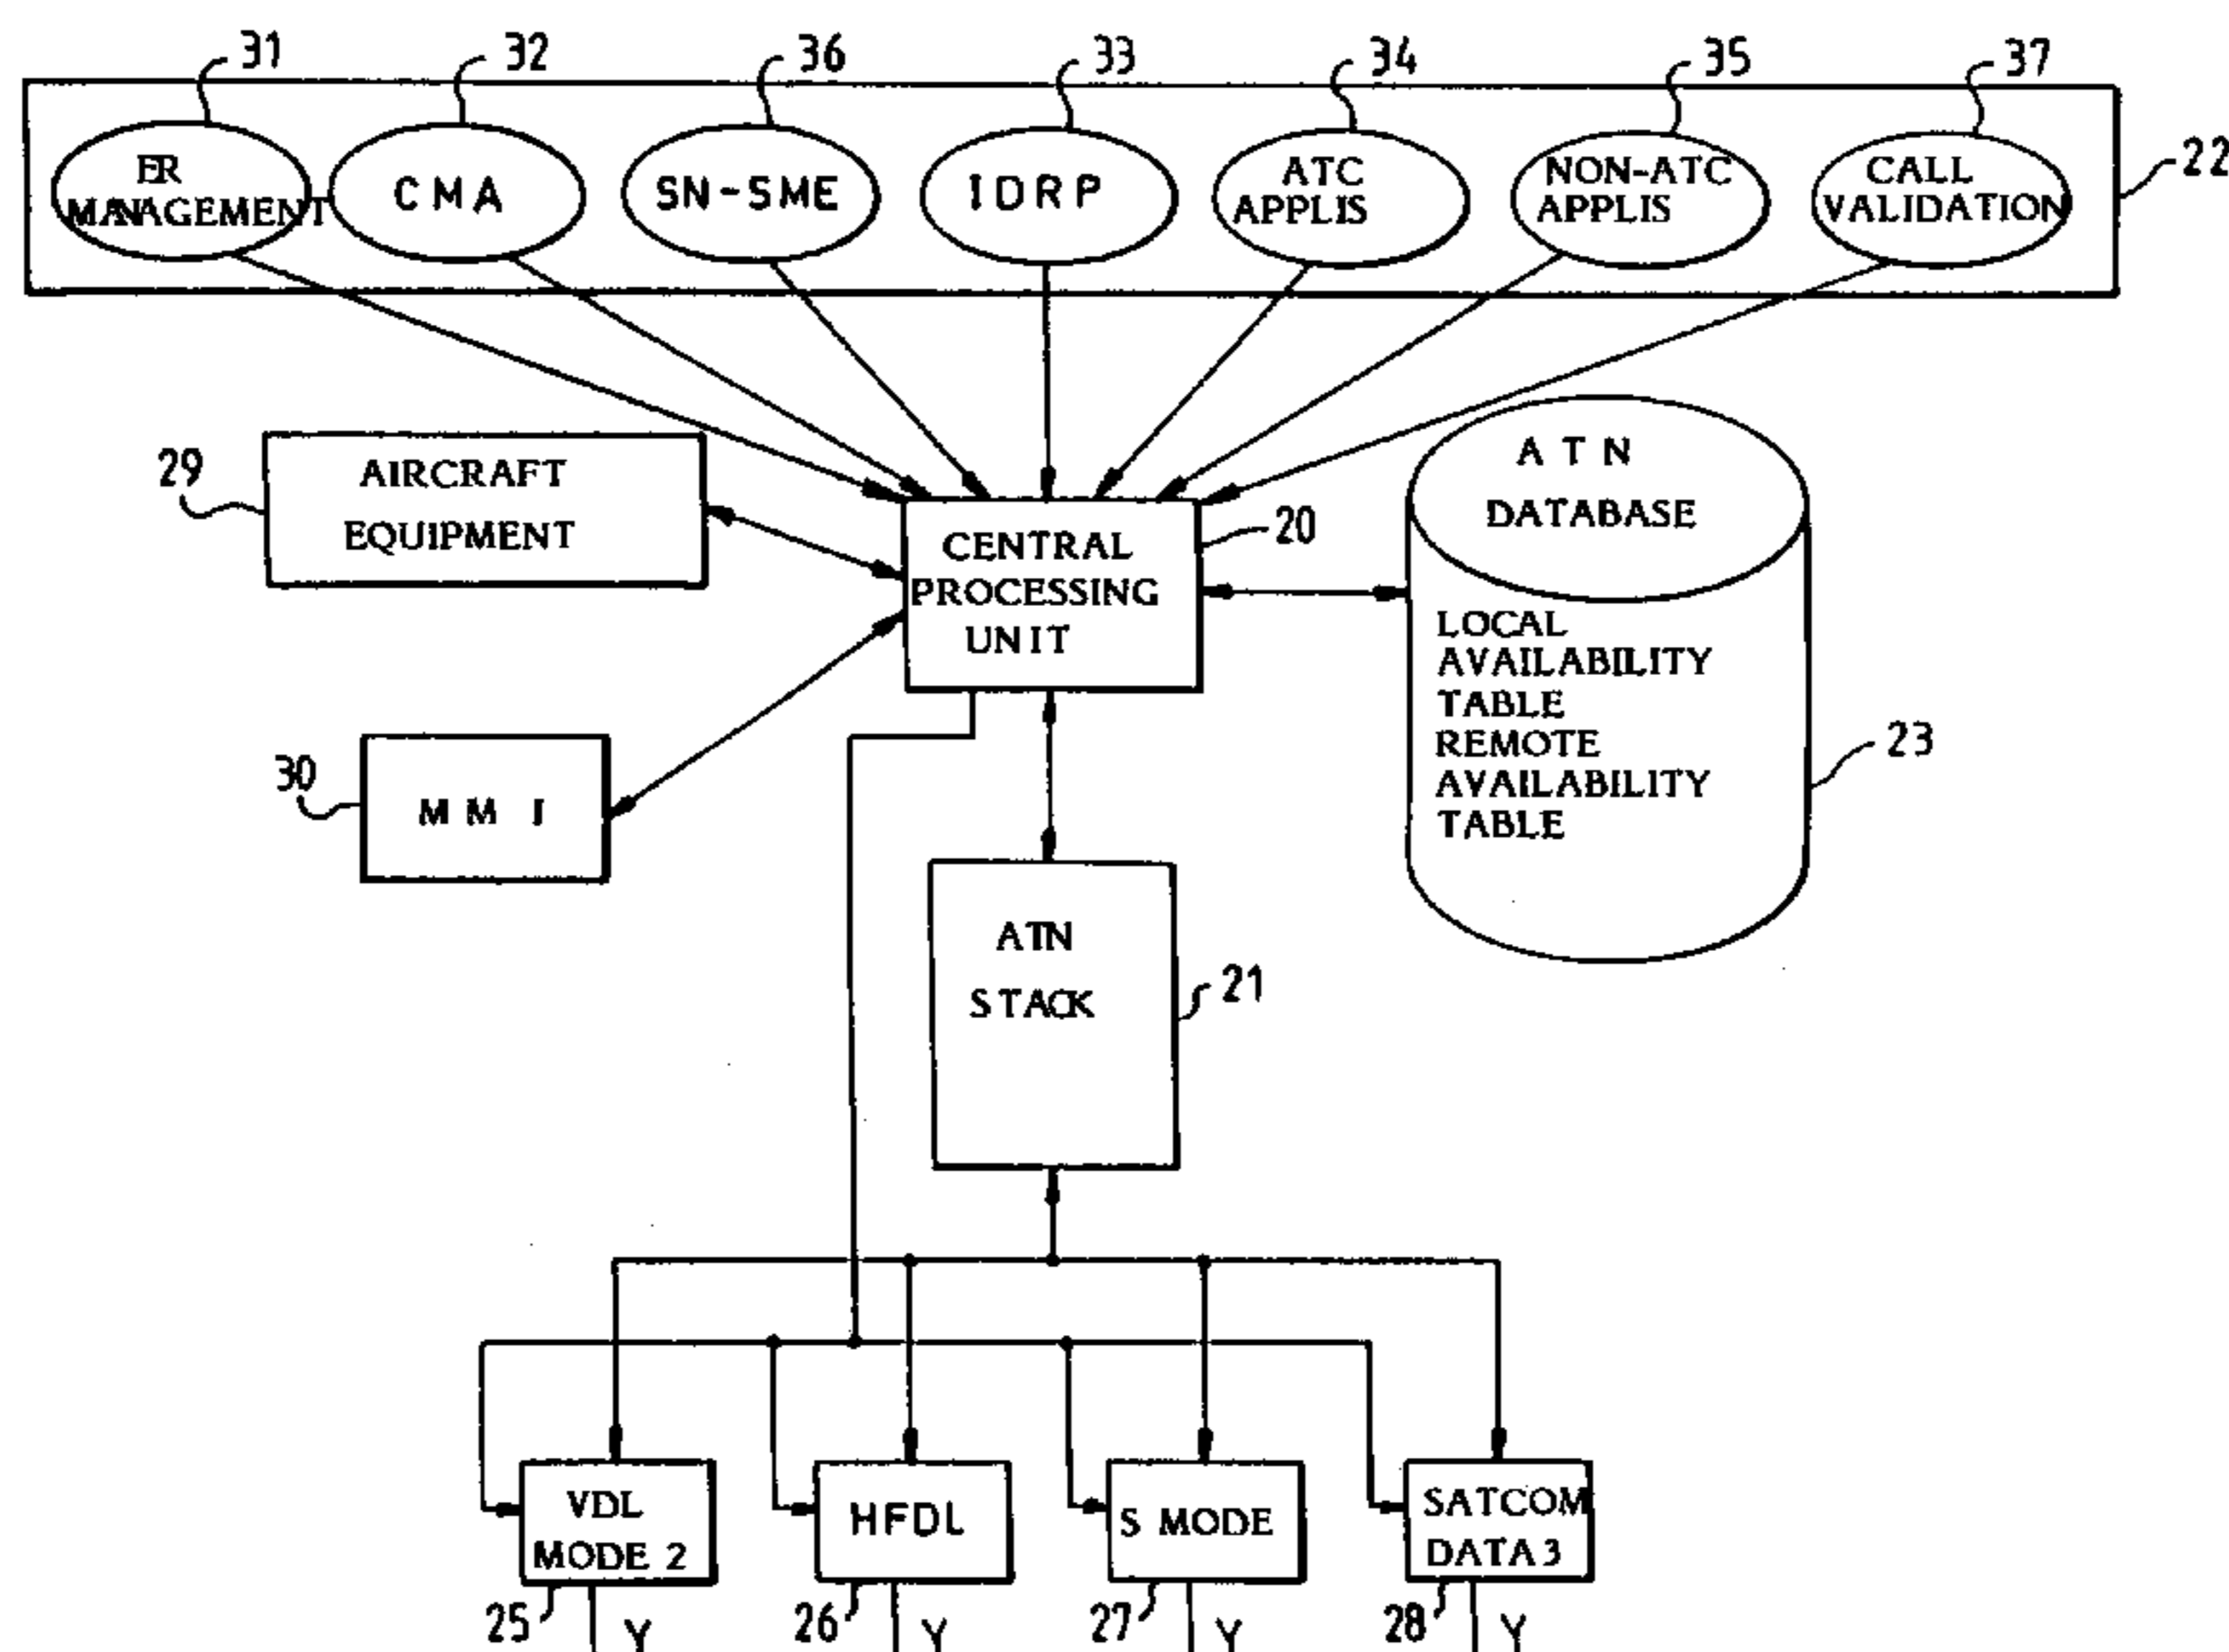 31
32
36
33
34
35
37
22
ER
MANAGEMENT
CMA
SN-SME
IDRP
ATC
APPLIS
NON-ATC
APPLIS
CALL
VALIDATION
29
AIRCRAFT
EQUIPMENT
CENTRAL
PROCESSING
UNIT
20
ATN
DATABASE
LOCAL
AVAILABILITY
TABLE
REMOTE
AVAILABILITY
TABLE
23
30
MMI
ATN
STACK
21
VDL
MODE 2
HFDL
S MODE
SATCOM
DATA3
25
26
27
28